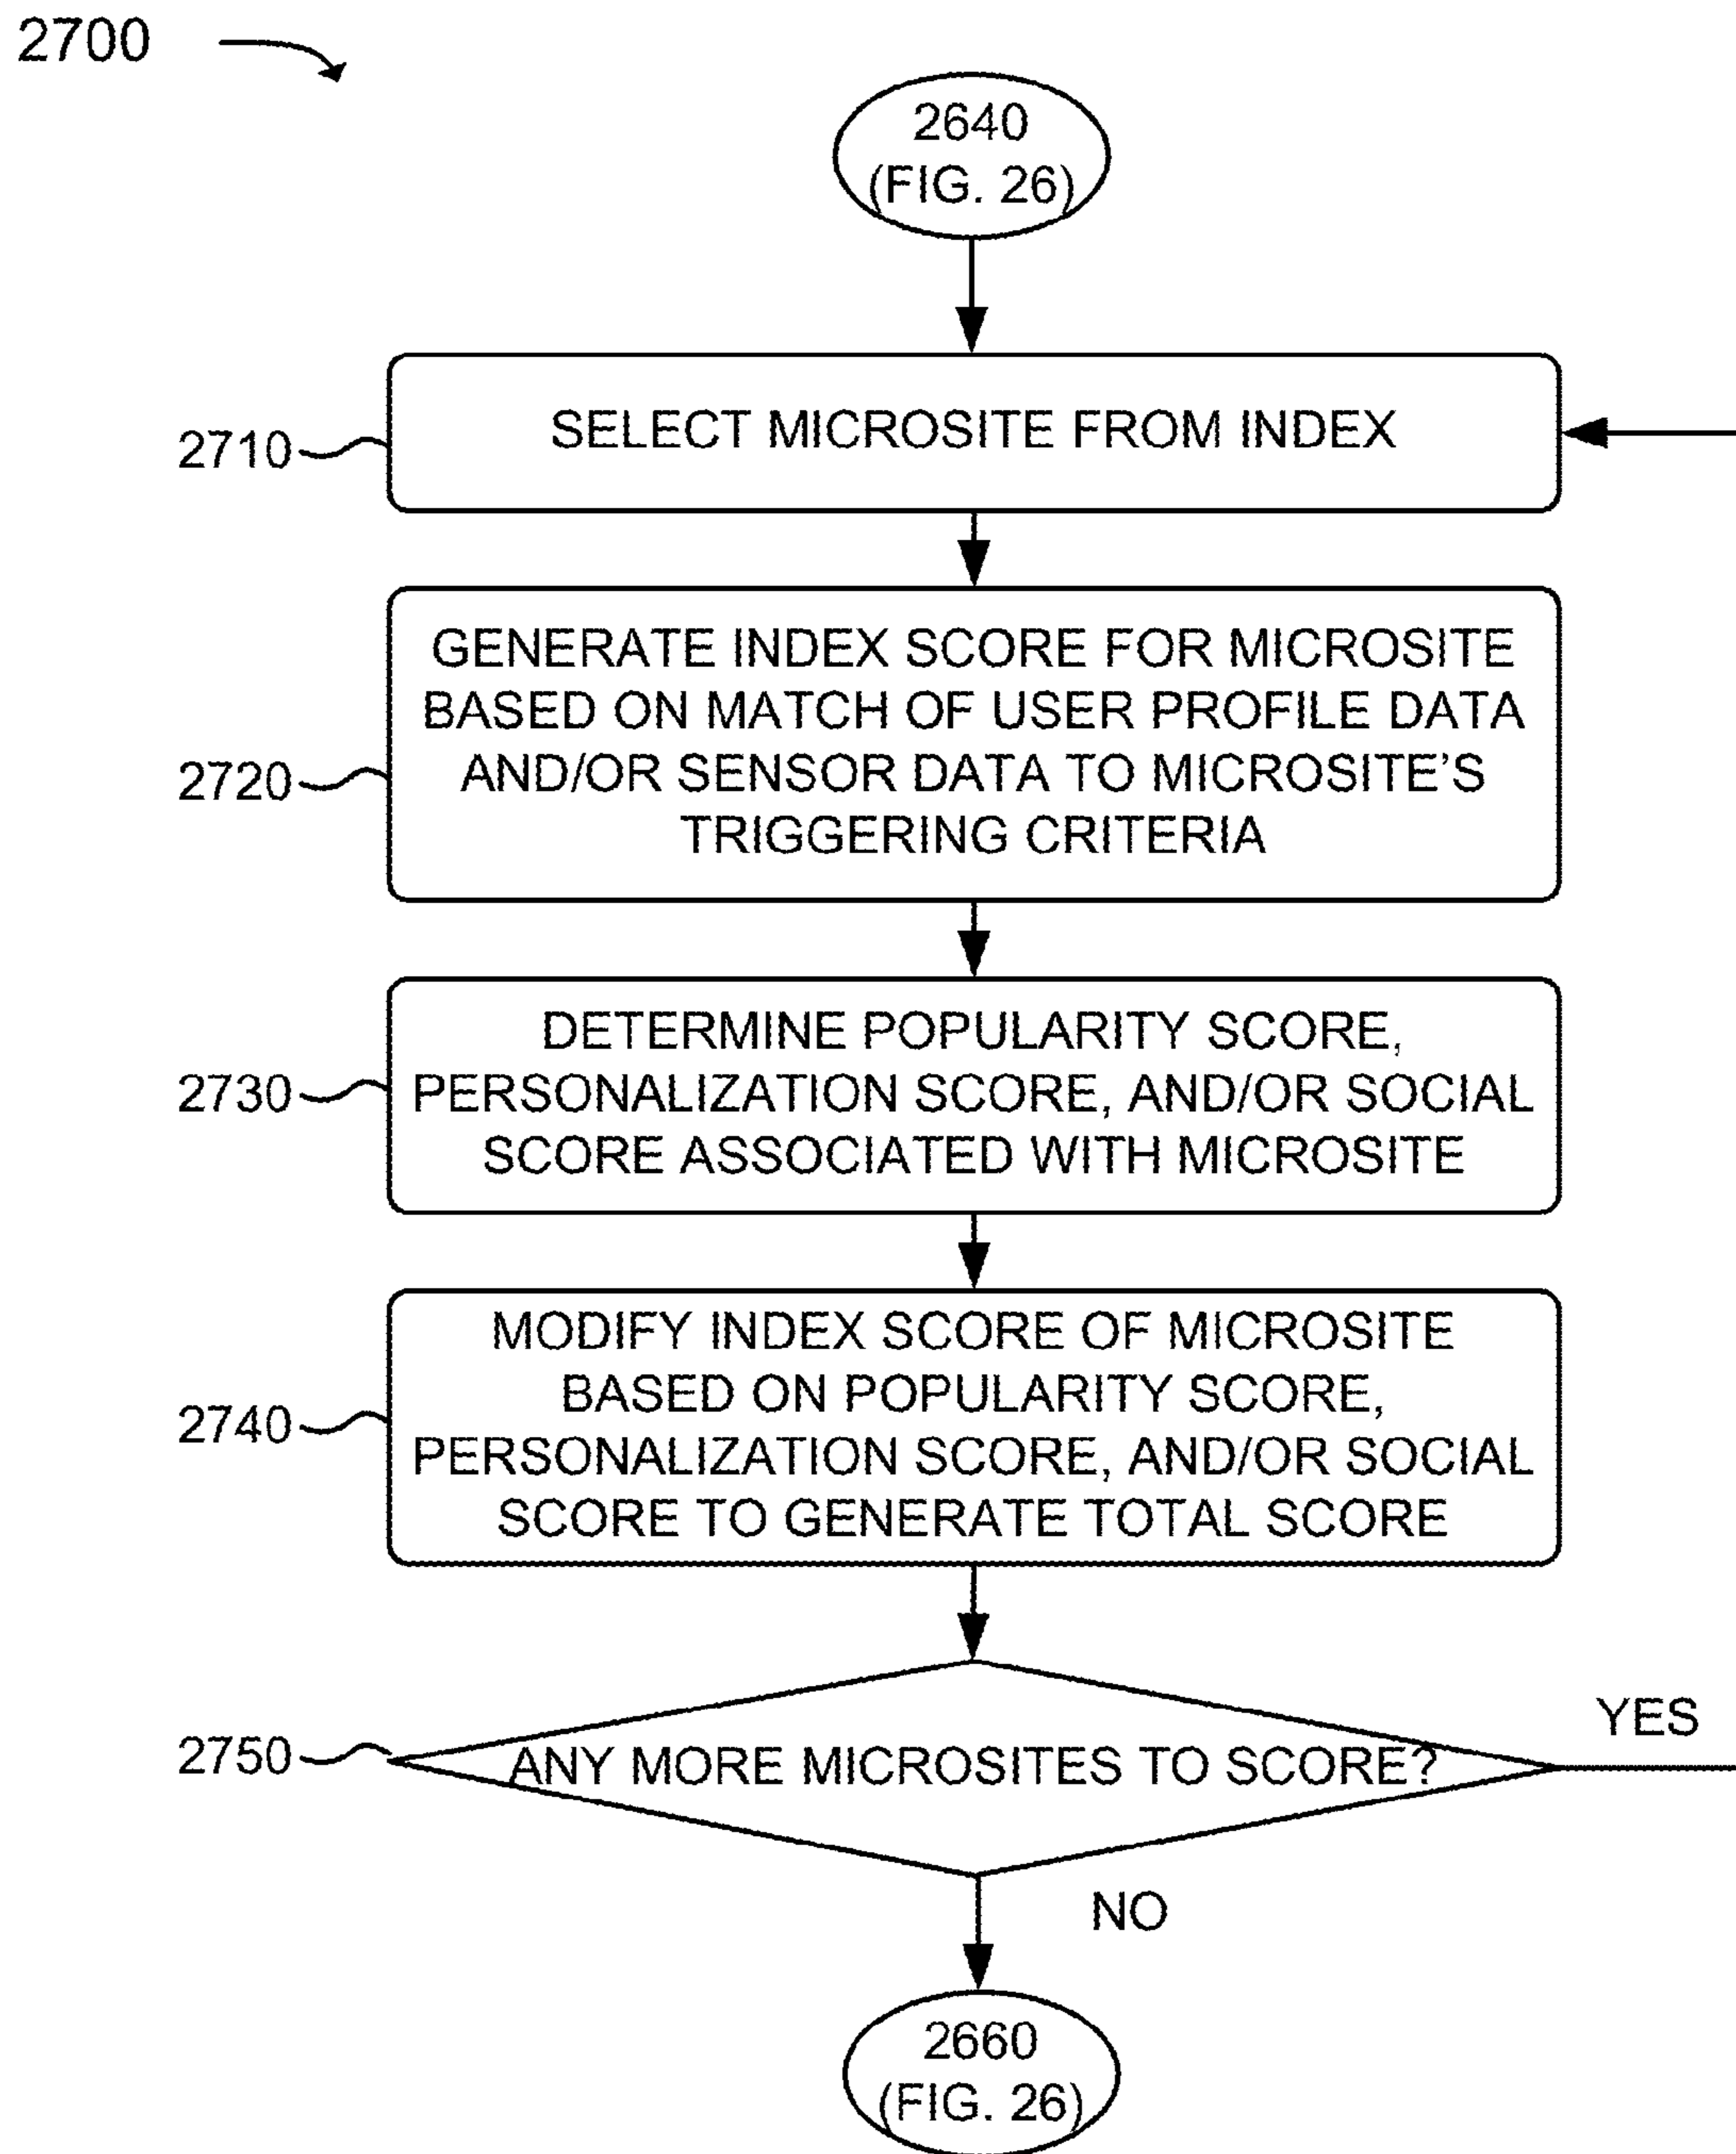 2700
2640
(FIG. 26)
2710
SELECT MICROSITE FROM INDEX
2720
GENERATE INDEX SCORE FOR MICROSITE
BASED ON MATCH OF USER PROFILE DATA
AND/OR SENSOR DATA TO MICROSITE'S
TRIGGERING CRITERIA
2730
DETERMINE POPULARITY SCORE,
PERSONALIZATION SCORE, AND/OR SOCIAL
SCORE ASSOCIATED WITH MICROSITE
2740
MODIFY INDEX SCORE OF MICROSITE
BASED ON POPULARITY SCORE,
PERSONALIZATION SCORE, AND/OR SOCIAL
SCORE TO GENERATE TOTAL SCORE
2750
ANY MORE MICROSITES TO SCORE?
YES
NO
2660
(FIG. 26)